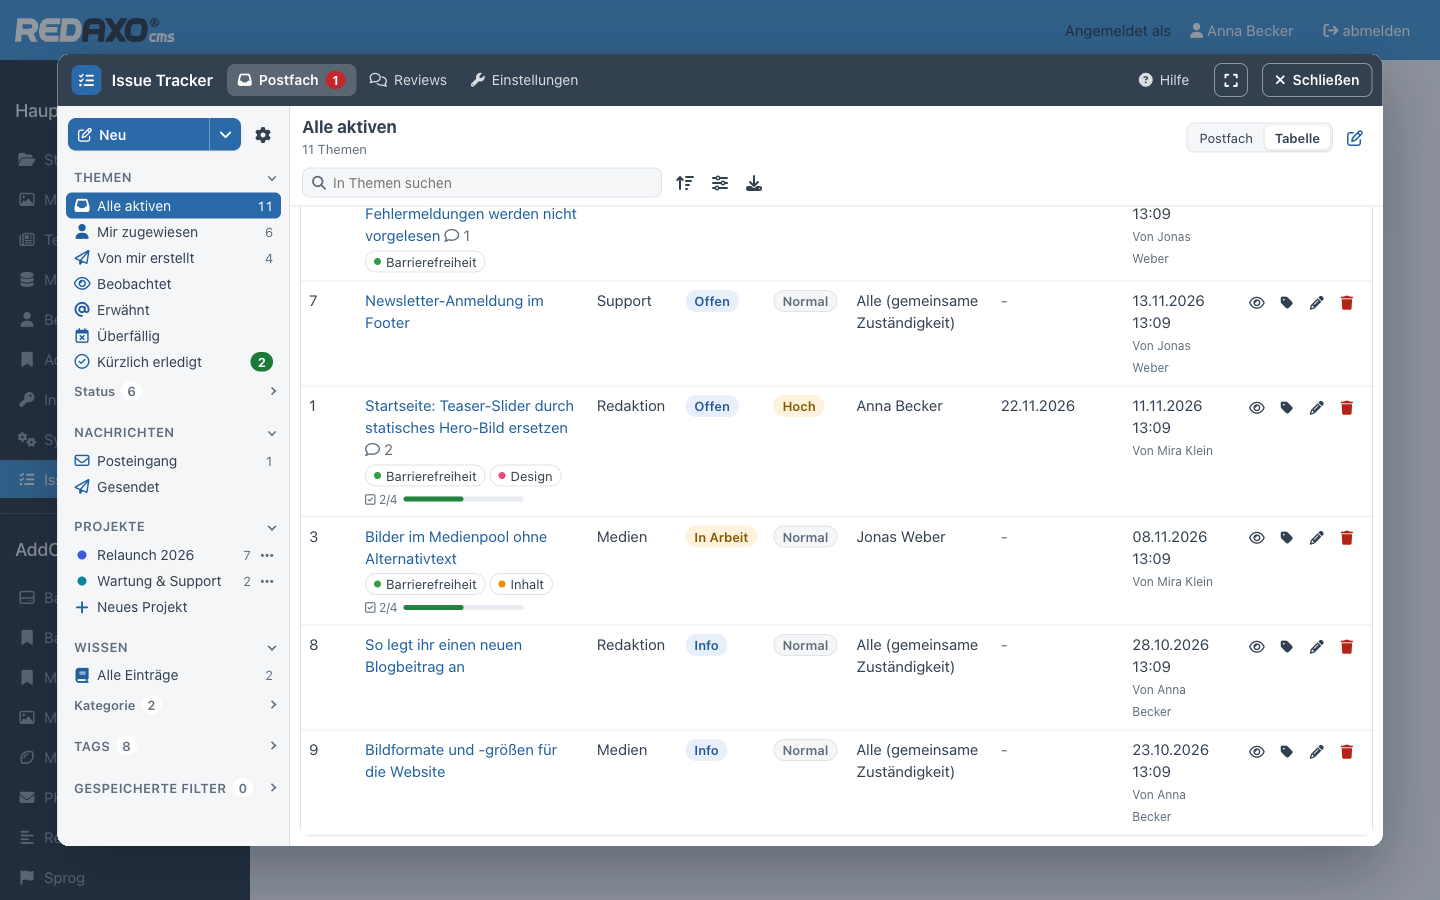 REDAXO® cms
Angemeldet als Anna Becker abmelden
Issue Tracker Postfach 1 Reviews Einstellungen Hilfe Schließen
Haup
Neu
Alle aktiven
11 Themen
Postfach Tabelle
In Themen suchen
THEMEN
Alle aktiven 11
Mir zugewiesen 6
Von mir erstellt 4
Beobachtet
Erwähnt
Überfällig
Kürzlich erledigt 2
Status 6
NACHRICHTEN
Posteingang 1
Gesendet
PROJEKTE
Relaunch 2026 7
Wartung & Support 2
Neues Projekt
WISSEN
Alle Einträge 2
Kategorie 2
TAGS 8
GESPEICHERTE FILTER 0
Fehlermeldungen werden nicht 13:09
vorgelesen 1 Von Jonas
Barrierefreiheit Weber
7 Newsletter-Anmeldung im Support Offen Normal Alle (gemeinsame - 13.11.2026
Footer Zuständigkeit) 13:09
Von Jonas
Weber
1 Startseite: Teaser-Slider durch Redaktion Offen Hoch Anna Becker 22.11.2026 11.11.2026
statisches Hero-Bild ersetzen 13:09
2 Von Mira Klein
Barrierefreiheit Design
2/4
3 Bilder im Medienpool ohne Medien In Arbeit Normal Jonas Weber - 08.11.2026
Alternativtext 13:09
Barrierefreiheit Inhalt Von Mira Klein
2/4
8 So legt ihr einen neuen Redaktion Info Normal Alle (gemeinsame - 28.10.2026
Blogbeitrag an Zuständigkeit) 13:09
Von Anna
Becker
9 Bildformate und -größen für Medien Info Normal Alle (gemeinsame - 23.10.2026
die Website Zuständigkeit) 13:09
Von Anna
Becker
Sprog